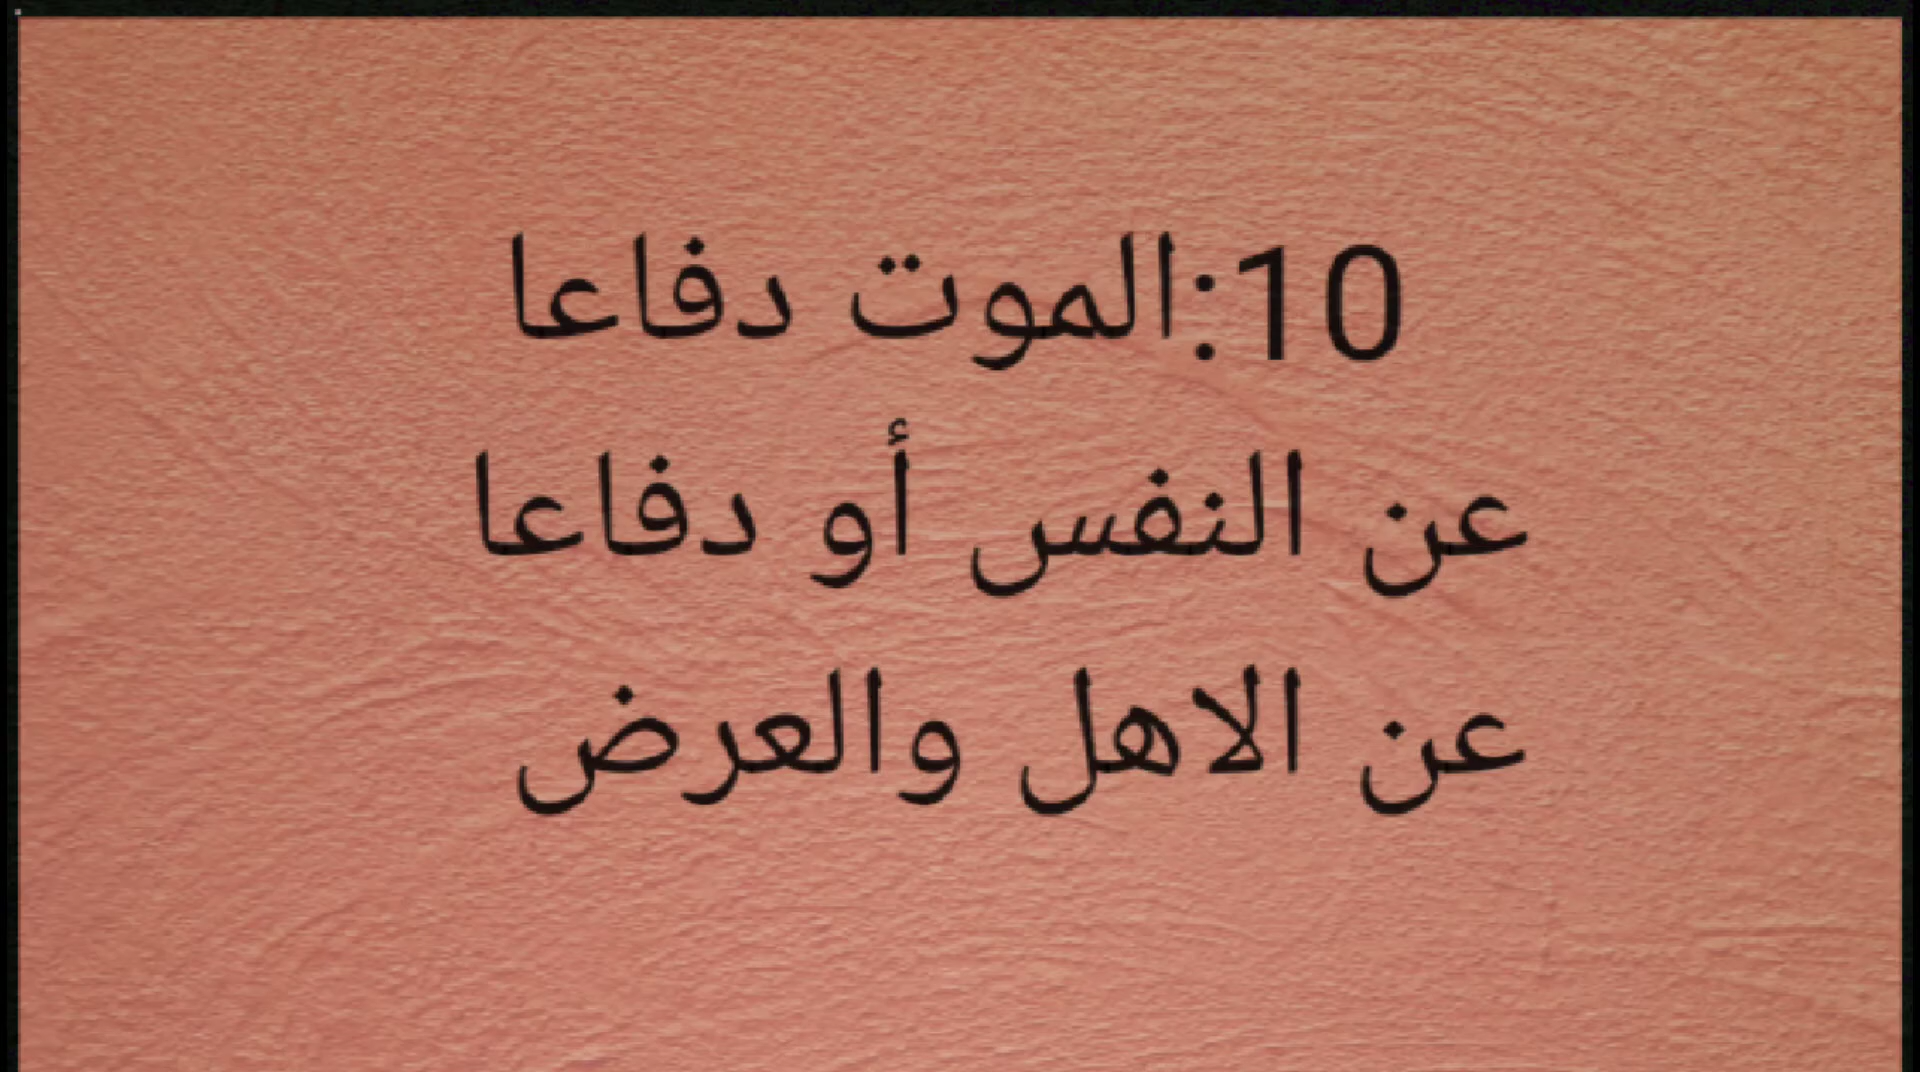 10:الموت دفاعا
عن النفس أو دفاعا
عن الاهل والعرض